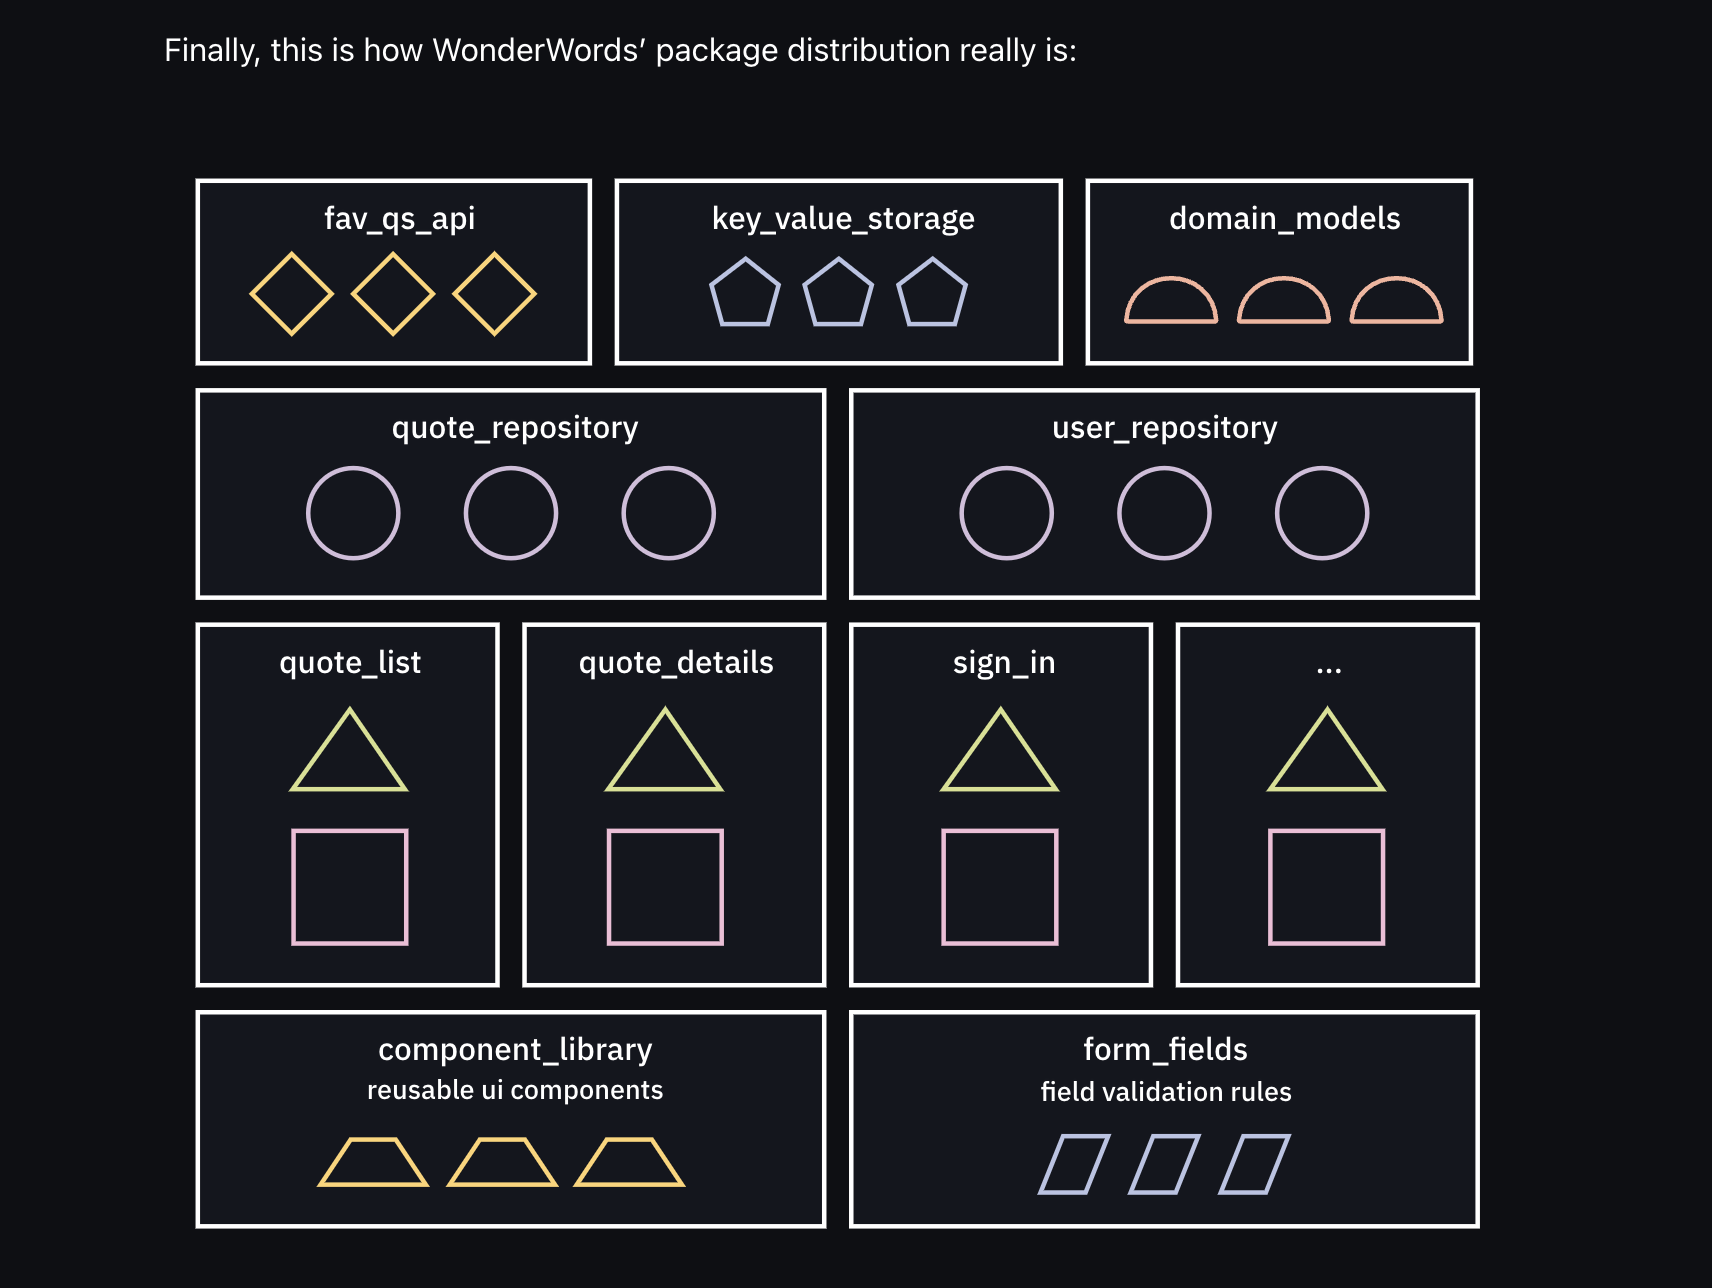 Finally, this is how WonderWords’ package distribution really is:
fav_qs_api
key_value_storage
domain_models
quote_repository
user_repository
quote_list
quote_details
sign_in
...
component_library
reusable ui components
form_fields
field validation rules